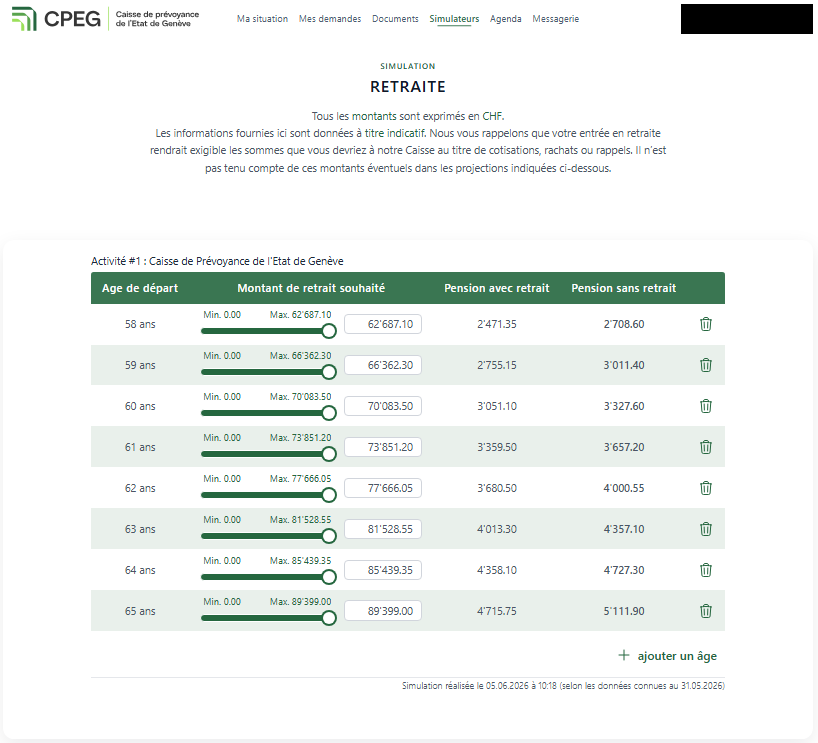 CPEG
Caisse de prévoyance
de l'Etat de Genève
Ma situation Mes demandes Documents Simulateurs Agenda Messagerie
SIMULATION
RETRAITE
Tous les montants sont exprimés en CHF.
Les informations fournies ici sont données à titre indicatif. Nous vous rappelons que votre entrée en retraite
rendrait exigible les sommes que vous devriez à notre Caisse au titre de cotisations, rachats ou rappels. Il n'est
pas tenu compte de ces montants éventuels dans les projections indiquées ci-dessous.
Activité #1 : Caisse de Prévoyance de l'Etat de Genève
Age de départ Montant de retrait souhaité Pension avec retrait Pension sans retrait
Min. 0.00 Max. 62'687.10
58 ans 62'687.10 2'471.35 2'708.60
Min. 0.00 Max. 66'362.30
59 ans 66'362.30 2'755.15 3'011.40
Min. 0.00 Max. 70'083.50
60 ans 70'083.50 3'051.10 3'327.60
Min. 0.00 Max. 73'851.20
61 ans 73'851.20 3'359.50 3'657.20
Min. 0.00 Max. 77'666.05
62 ans 77'666.05 3'680.50 4'000.55
Min. 0.00 Max. 81'528.55
63 ans 81'528.55 4'013.30 4'357.10
Min. 0.00 Max. 85'439.35
64 ans 85'439.35 4'358.10 4'727.30
Min. 0.00 Max. 89'399.00
65 ans 89'399.00 4'715.75 5'111.90
+ ajouter un âge
Simulation réalisée le 05.06.2026 à 10:18 (selon les données connues au 31.05.2026)